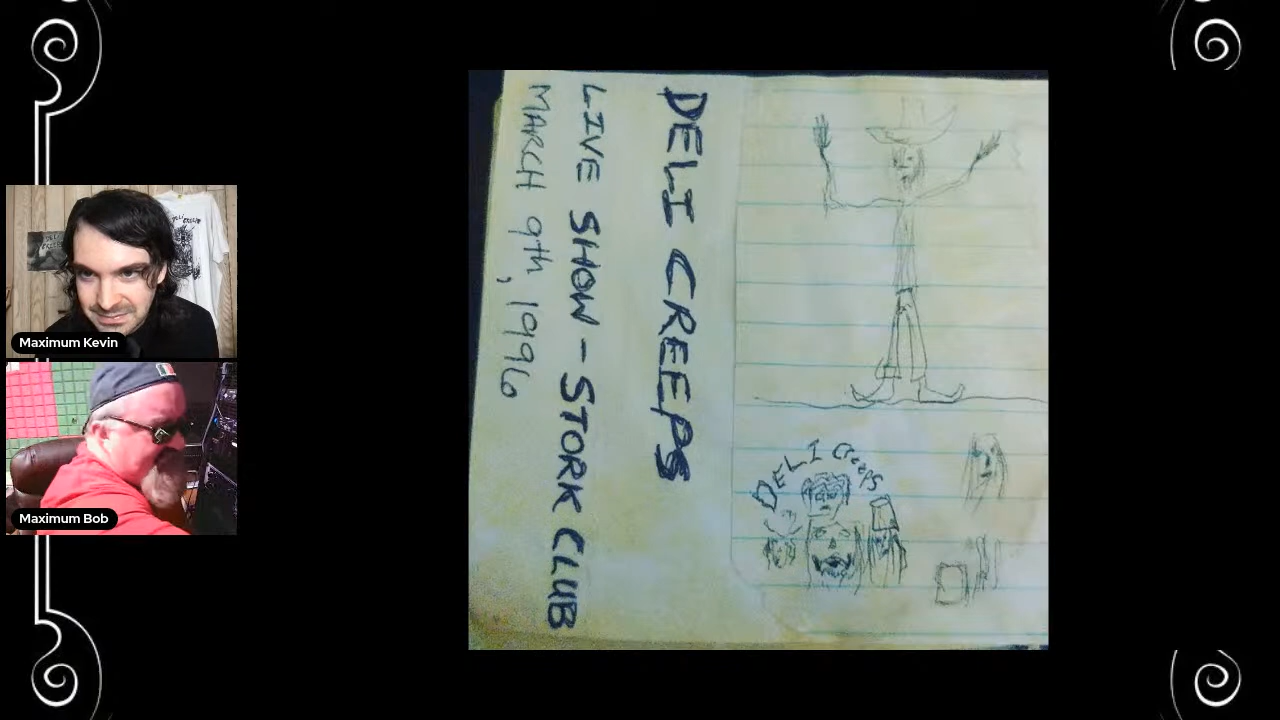 DELI CREEPS
LIVE SHOW - STORK CLUB
MARCH 9th, 1996
DELI Creeps
Maximum Kevin
Maximum Bob